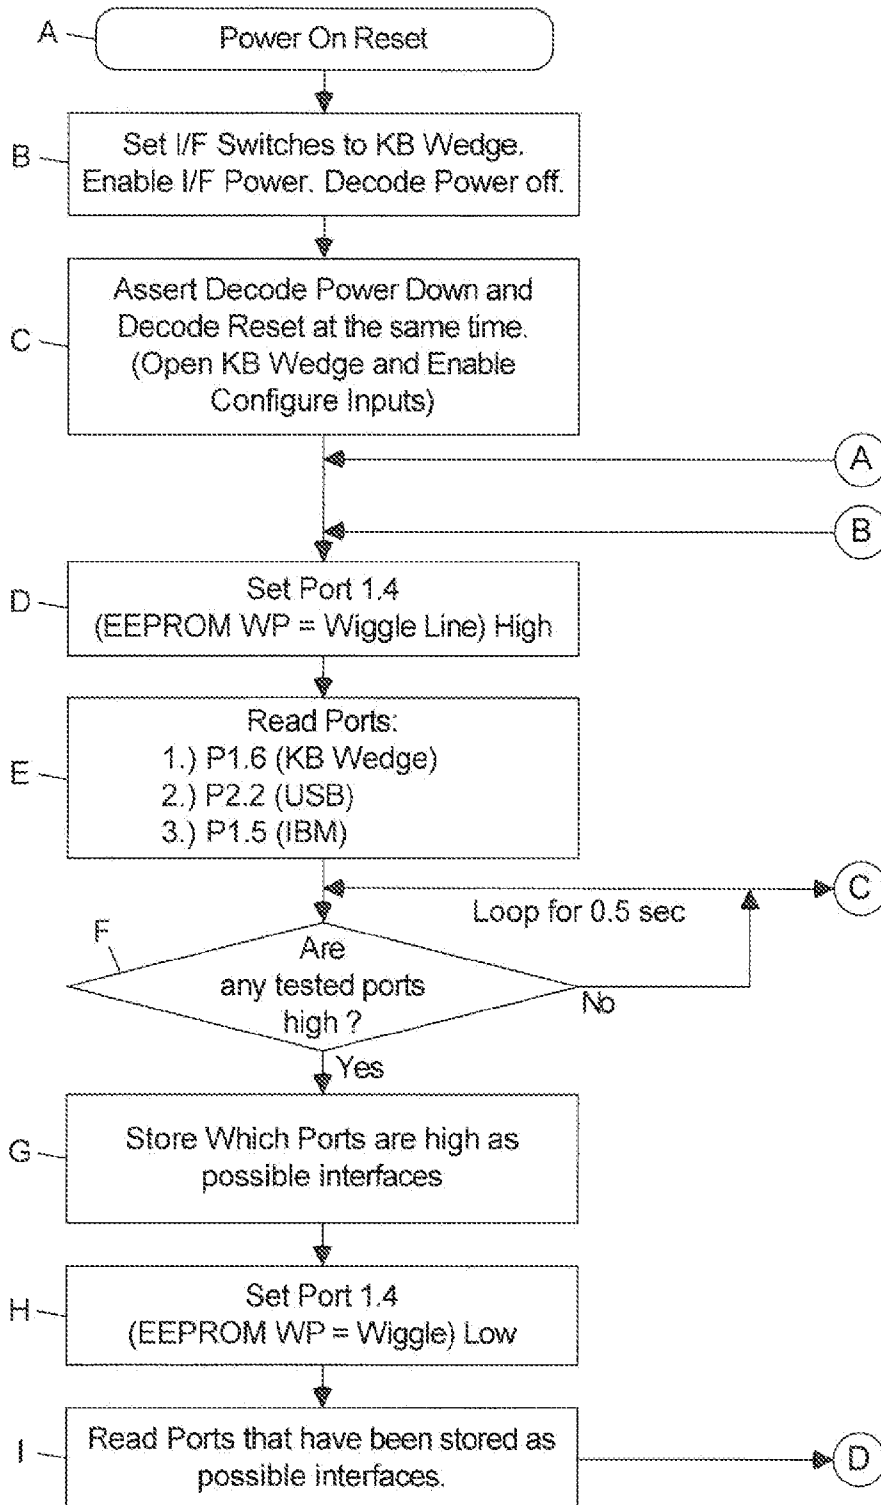 A
Power On Reset
B
Set I/F Switches to KB Wedge.
Enable I/F Power. Decode Power off.
C
Assert Decode Power Down and
Decode Reset at the same time.
(Open KB Wedge and Enable
Configure Inputs)
A
B
D
Set Port 1.4
(EEPROM WP = Wiggle Line) High
E
Read Ports:
1.) P1.6 (KB Wedge)
2.) P2.2 (USB)
3.) P1.5 (IBM)
C
Loop for 0.5 sec
F
Are
any tested ports
high ?
No
Yes
G
Store Which Ports are high as
possible interfaces
H
Set Port 1.4
(EEPROM WP = Wiggle) Low
I
Read Ports that have been stored as
possible interfaces.
D